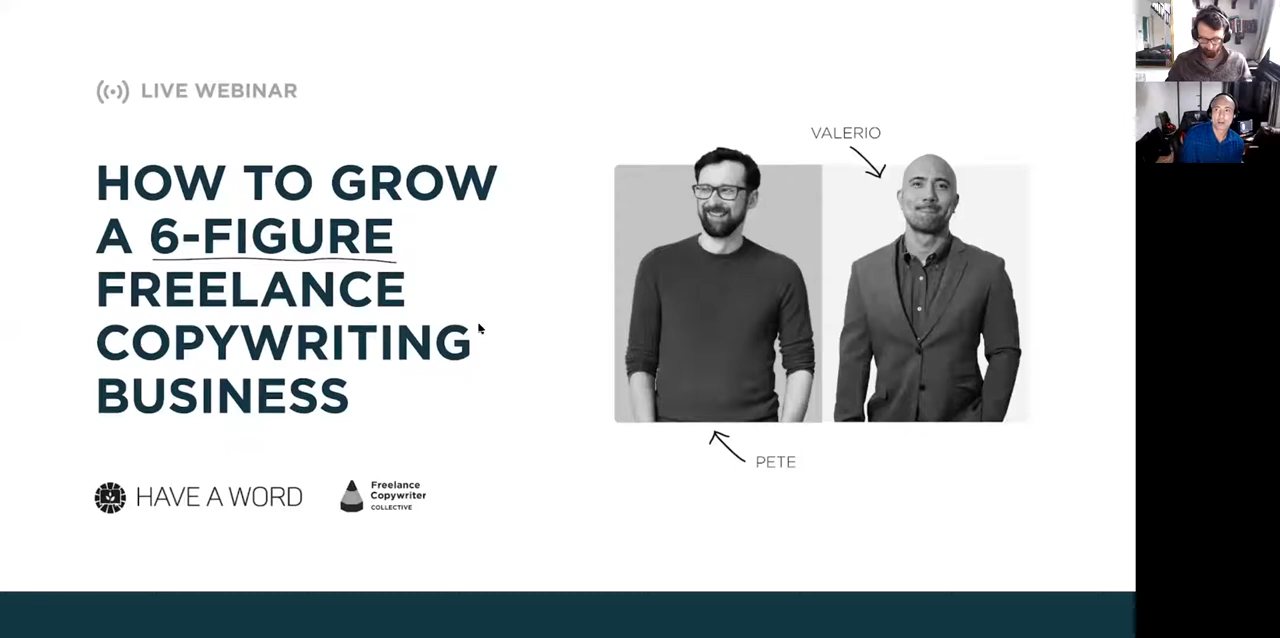 LIVE WEBINAR
HOW TO GROW
A 6-FIGURE
FREELANCE
COPYWRITING
BUSINESS
HAVE A WORD
Freelance
Copywriter
COLLECTIVE
VALERIO
PETE